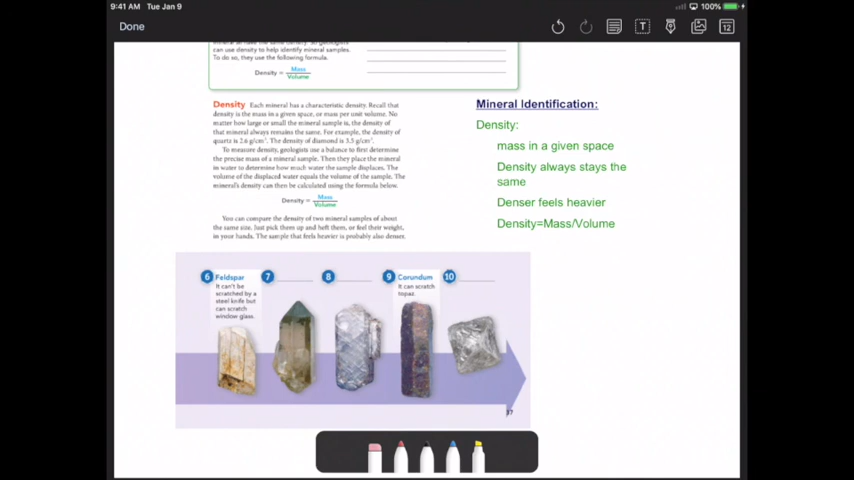 9:41 AM Tue Jan 9
100%
Done
T
12
can use density to help identify mineral samples.
To do so, they use the following formula.
Density = Mass
Volume
Density Each mineral has a characteristic density. Recall that
density is the mass in a given space, or mass per unit volume. No
matter how large or small the mineral sample is, the density of
that mineral always remains the same. For example, the density of
quartz is 2.6 g/cm³. The density of diamond is 3.5 g/cm³.
To measure density, geologists use a balance to first determine
the precise mass of a mineral sample. Then they place the mineral
in water to determine how much water the sample displaces. The
volume of the displaced water equals the volume of the sample. The
mineral's density can then be calculated using the formula below.
Density = Mass
Volume
You can compare the density of two mineral samples of about
the same size. Just pick them up and heft them, or feel their weight,
in your hands. The sample that feels heavier is probably also denser.
Mineral Identification:
Density:
mass in a given space
Density always stays the
same
Denser feels heavier
Density=Mass/Volume
6 Feldspar
It can't be
scratched by a
steel knife but
can scratch
window glass.
7
8
9 Corundum
It can scratch
topaz.
10
37